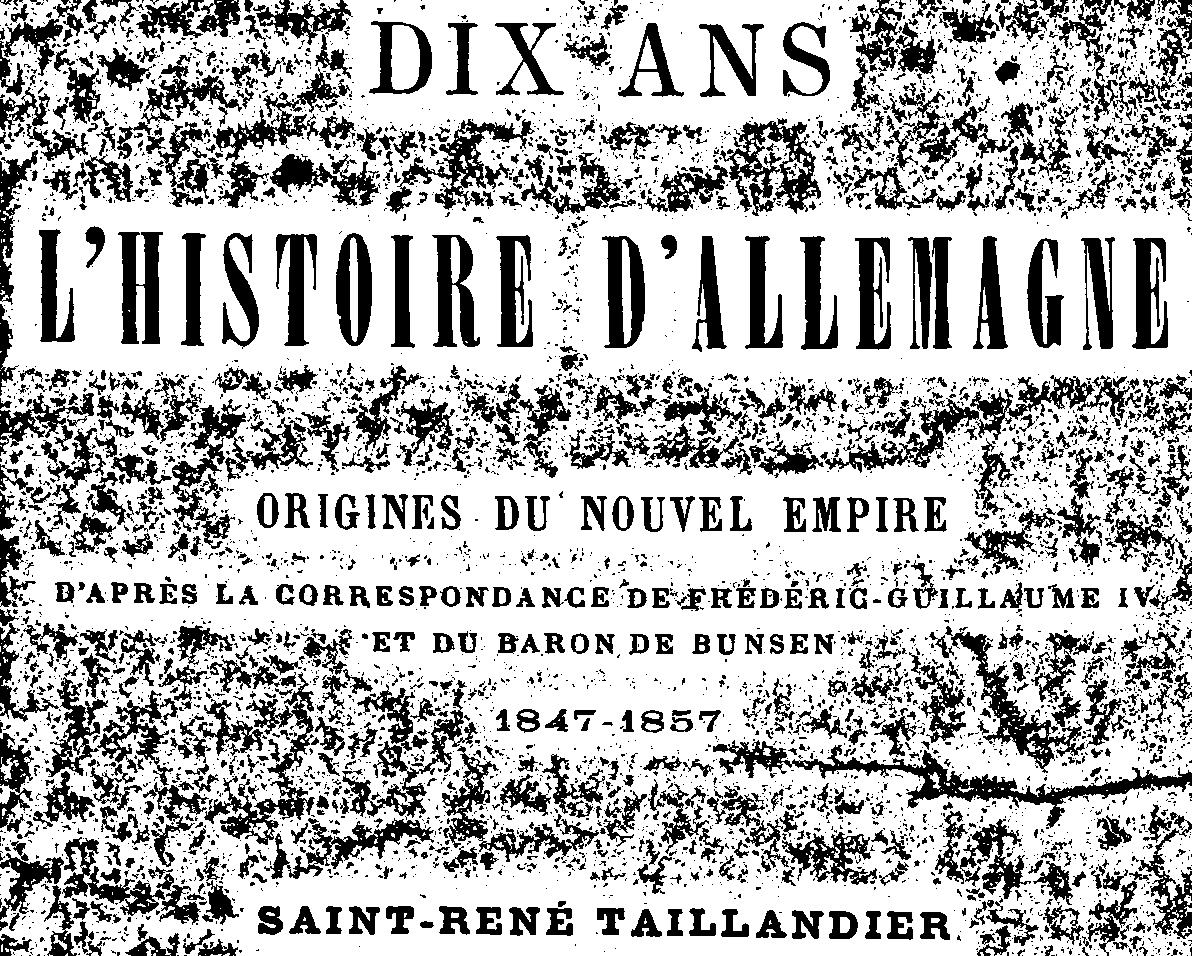 DIX ANS
L'HISTOIRE D'ALLEMAGNE
ORIGINES DU NOUVEL EMPIRE
D'APRÈS LA CORRESPONDANCE DE FRÉDÉRIC-GUILLAUME IV
ET DU BARON DE BUNSEN
1847-1857
SAINT-RENÉ TAILLANDIER